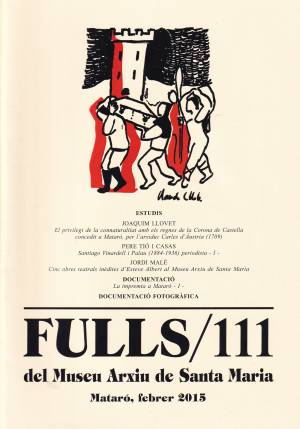 ESTUDIS
JOAQUIM LLOVET
El privilegi de la connaturalitat amb els regnes de la Corona de Castella
concedit a Mataró, per l'arxiduc Carles d'Àustria (1709)
PERE TIÓ I CASAS
Santiago Vinardell i Palau (1884-1936) periodista - I -
JORDI MALÉ
Cinc obres teatrals inèdites d'Esteve Albert al Museu Arxiu de Santa Maria
DOCUMENTACIÓ
La impremta a Mataró - I -
DOCUMENTACIÓ FOTOGRÀFICA
FULLS/111
del Museu Arxiu de Santa Maria
Mataró, febrer 2015